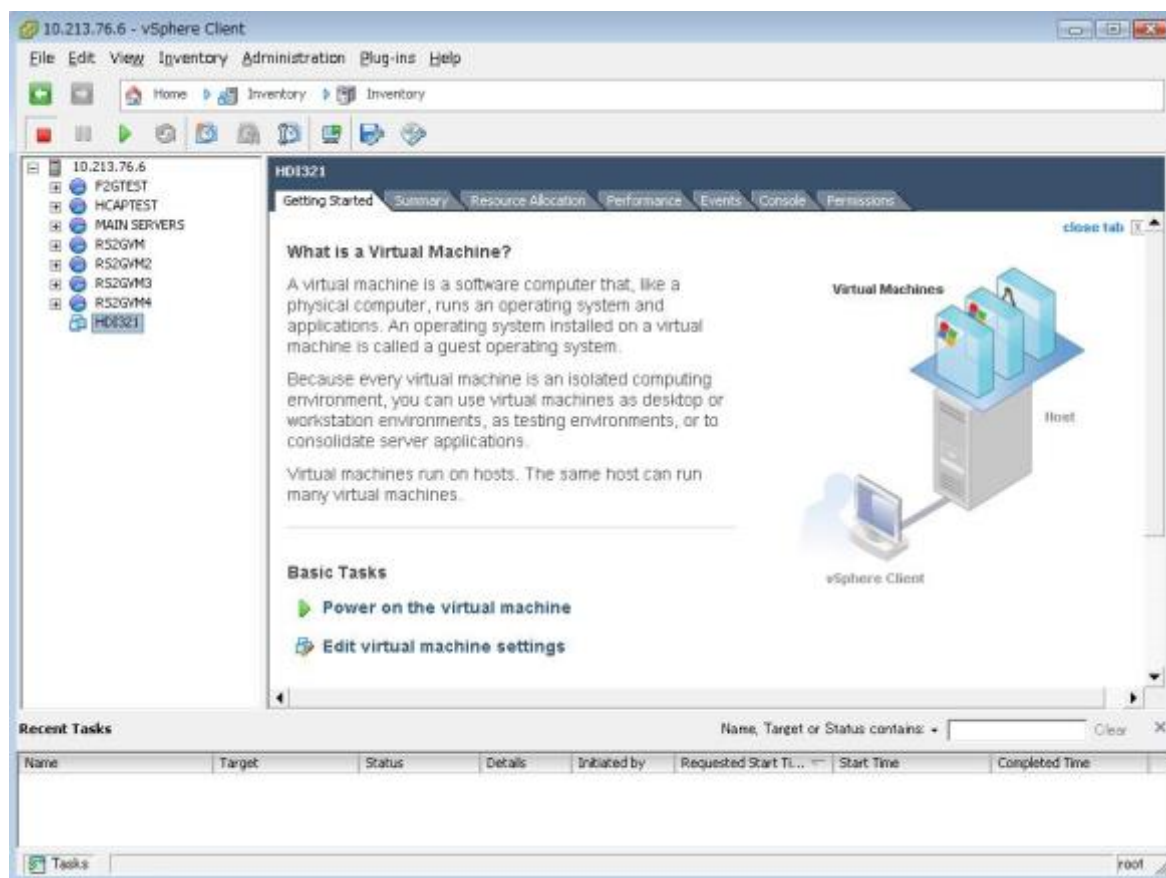 10.213.76.6 - vSphere Client
File Edit View Inventory Administration Plug-ins Help
Home Inventory Inventory
10.213.76.6
F2GTEST
HCAPTEST
MAIN SERVERS
RS2GVM
RS2GVM2
RS2GVM3
RS2GVM4
HDI321
HDI321
Getting Started Summary Resource Allocation Performance Events Console Permissions
close tab
What is a Virtual Machine?
A virtual machine is a software computer that, like a
physical computer, runs an operating system and
applications. An operating system installed on a virtual
machine is called a guest operating system.
Because every virtual machine is an isolated computing
environment, you can use virtual machines as desktop or
workstation environments, as testing environments, or to
consolidate server applications.
Virtual machines run on hosts. The same host can run
many virtual machines.
Virtual Machines
Host
vSphere Client
Basic Tasks
Power on the virtual machine
Edit virtual machine settings
Recent Tasks
Name, Target or Status contains:
Clear
Name Target Status Details Initiated by Requested Start Ti... Start Time Completed Time
Tasks
root